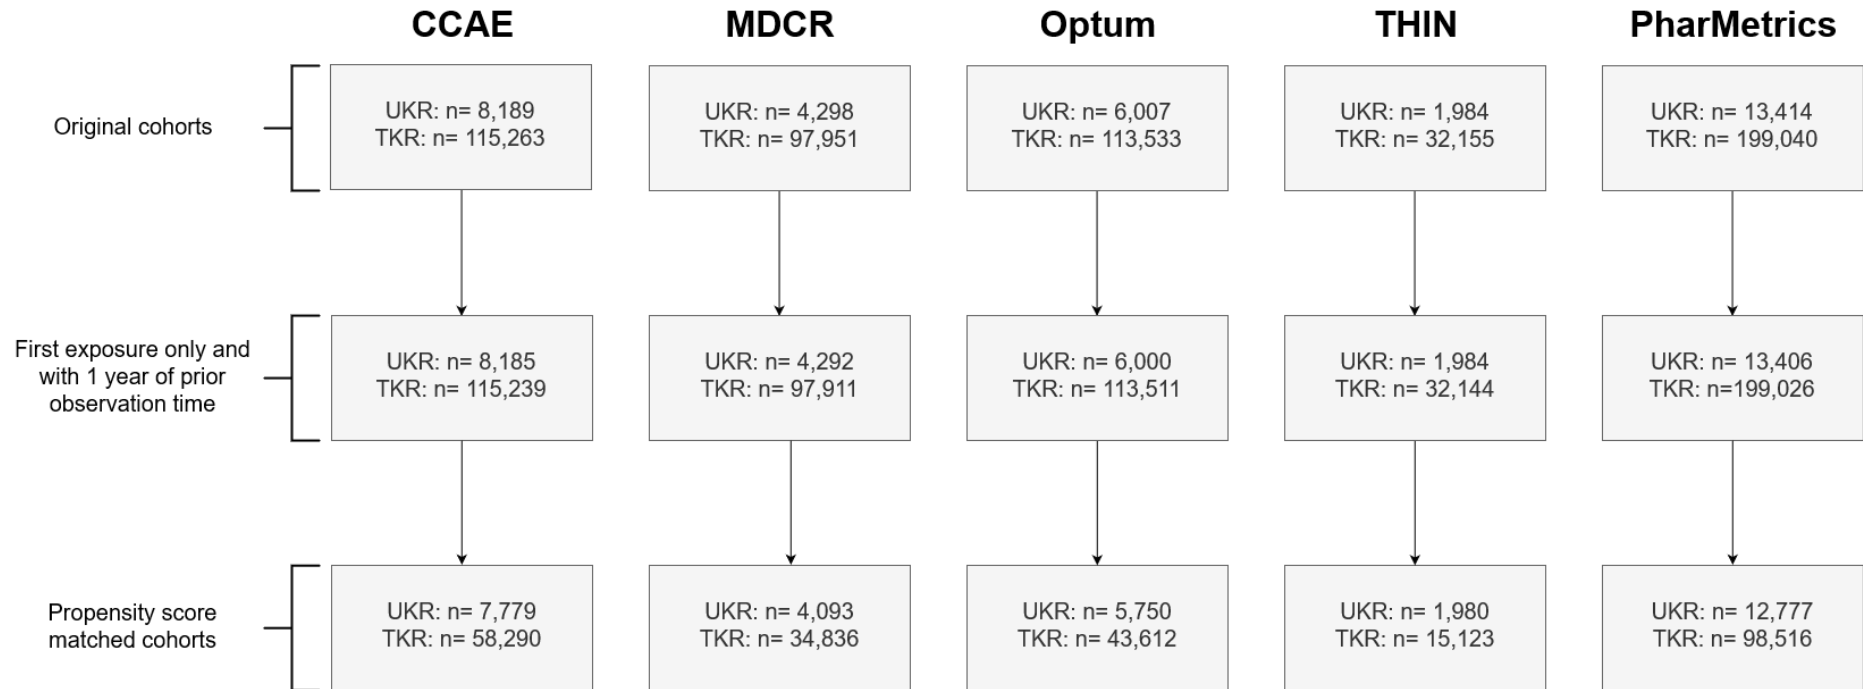 CCAE
MDCR
Optum
THIN
PharMetrics
Original cohorts
UKR: n= 8,189
TKR: n= 115,263
UKR: n= 4,298
TKR: n= 97,951
UKR: n= 6,007
TKR: n= 113,533
UKR: n= 1,984
TKR: n= 32,155
UKR: n= 13,414
TKR: n= 199,040
First exposure only and
with 1 year of prior
observation time
UKR: n= 8,185
TKR: n= 115,239
UKR: n= 4,292
TKR: n= 97,911
UKR: n= 6,000
TKR: n= 113,511
UKR: n= 1,984
TKR: n= 32,144
UKR: n= 13,406
TKR: n=199,026
Propensity score
matched cohorts
UKR: n= 7,779
TKR: n= 58,290
UKR: n= 4,093
TKR: n= 34,836
UKR: n= 5,750
TKR: n= 43,612
UKR: n= 1,980
TKR: n= 15,123
UKR: n= 12,777
TKR: n= 98,516